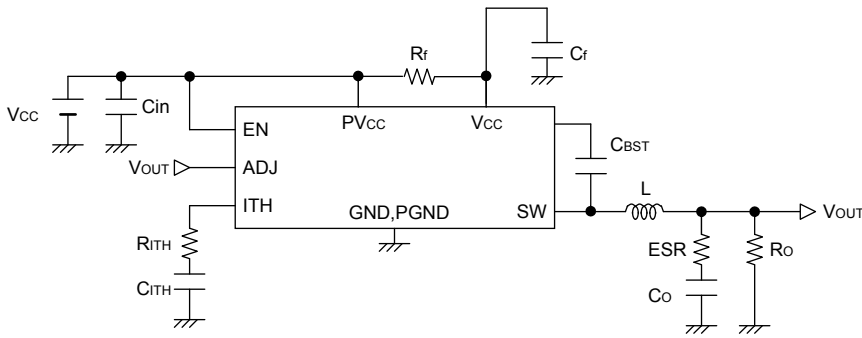 Rf
Cf
VCC
Cin
EN
PVCC
VCC
CBST
VOUT
ADJ
L
ITH
GND,PGND
SW
VOUT
RITH
ESR
RO
CITH
CO